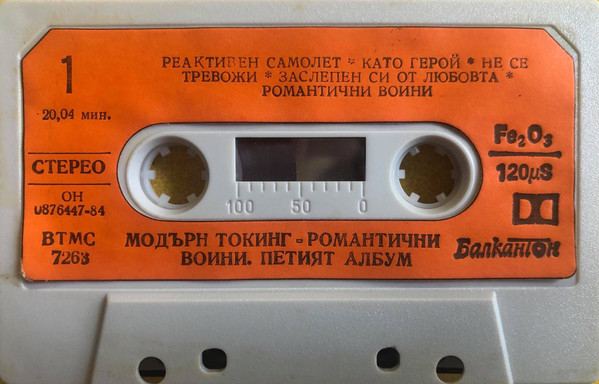 1
РЕАКТИВЕН САМОЛЕТ * КАТО ГЕРОЙ * НЕ СЕ
ТРЕВОЖИ * ЗАСЛЕПЕН СИ ОТ ЛЮБОВТА *
РОМАНТИЧНИ ВОИНИ
20,04 мин.
СТЕРЕО
ОН
0876447-84
ВТМС
7263
Fe2O3
120µS
100 50 0
МОДЪРН ТОКИНГ - РОМАНТИЧНИ
ВОИНИ. ПЕТИЯТ АЛБУМ
Балкантон